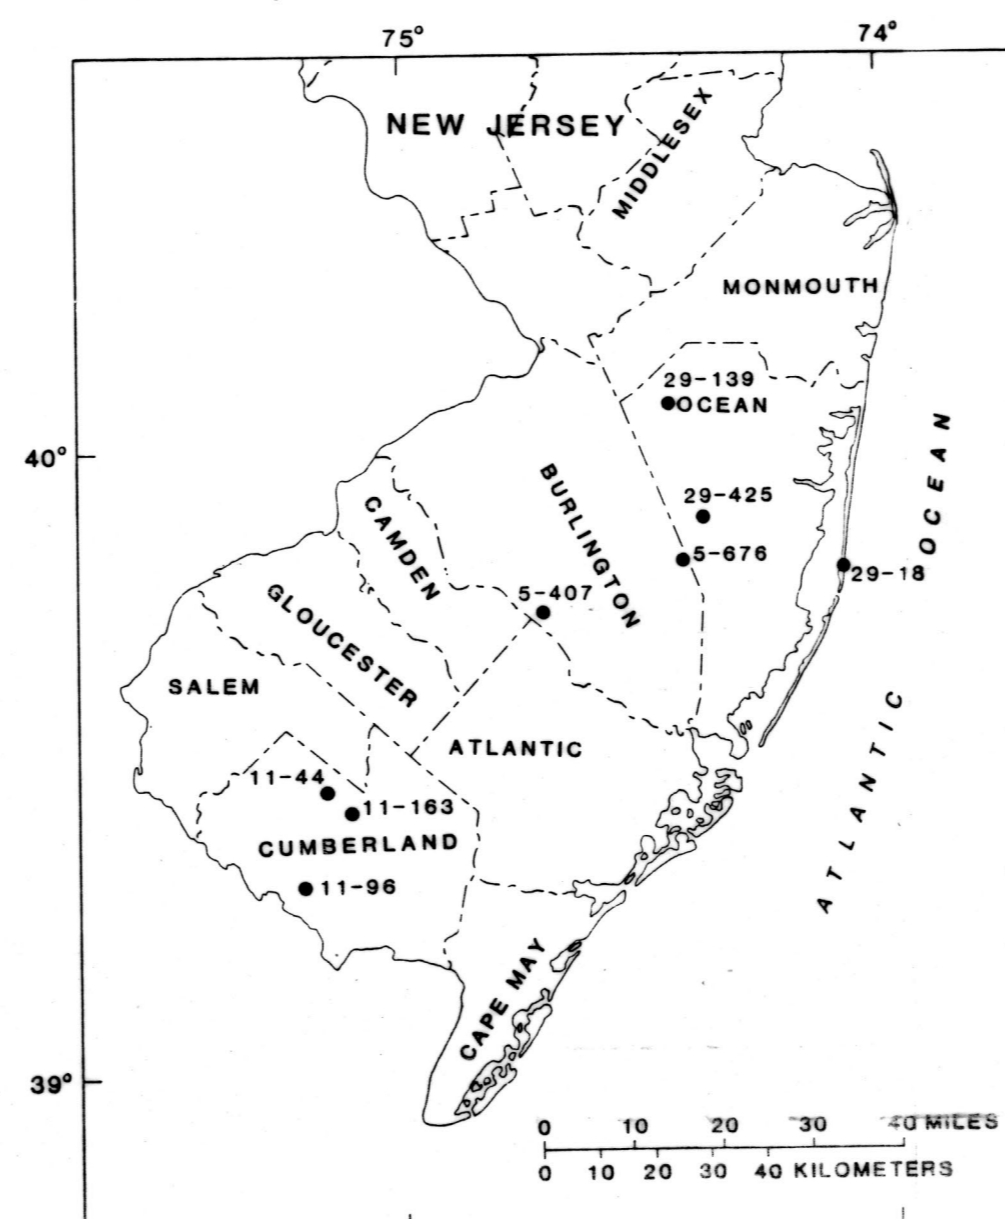 75°
74°
NEW JERSEY
MIDDLESEX
MONMOUTH
29-139
OCEAN
40°
BURLINGTON
OCEAN
CAMDEN
29-425
5-676
29-18
5-407
GLOUCESTER
SALEM
ATLANTIC
ATLANTIC
11-44
11-163
CUMBERLAND
11-96
CAPE MAY
39°
0 10 20 30 40 MILES
0 10 20 30 40 KILOMETERS